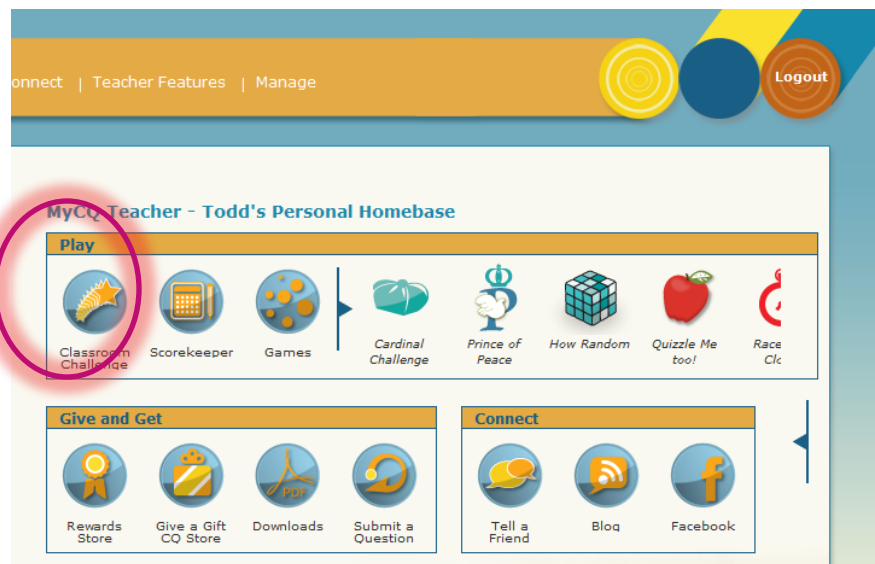 onnect | Teacher Features | Manage
Logout
MyCQ Teacher - Todd's Personal Homebase
Play
Classroom
Challenge
Scorekeeper
Games
Cardinal
Challenge
Prince of
Peace
How Random
Quizzle Me
too!
Race
Clo
Give and Get
Rewards
Store
Give a Gift
CQ Store
PDF
Downloads
Submit a
Question
Connect
Tell a
Friend
Blog
Facebook